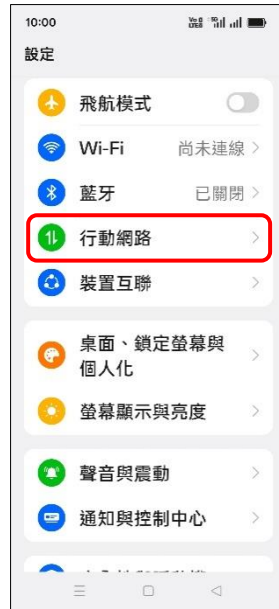 10:00
設定
飛航模式
Wi-Fi 尚未連線
藍牙 已關閉
行動網路
裝置互聯
桌面、鎖定螢幕與
個人化
螢幕顯示與亮度
聲音與震動
通知與控制中心